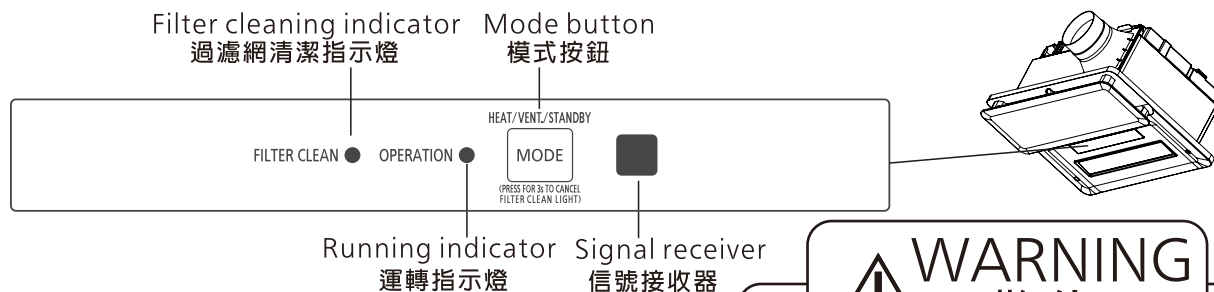 Filter cleaning indicator Mode button
過濾網清潔指示燈 模式按鈕
HEAT/VENT./STANDBY
FILTER CLEAN OPERATION MODE
(PRESS FOR 3s TO CANCEL
FILTER CLEAN LIGHT)
Running indicator Signal receiver
運轉指示燈 信號接收器
WARNING